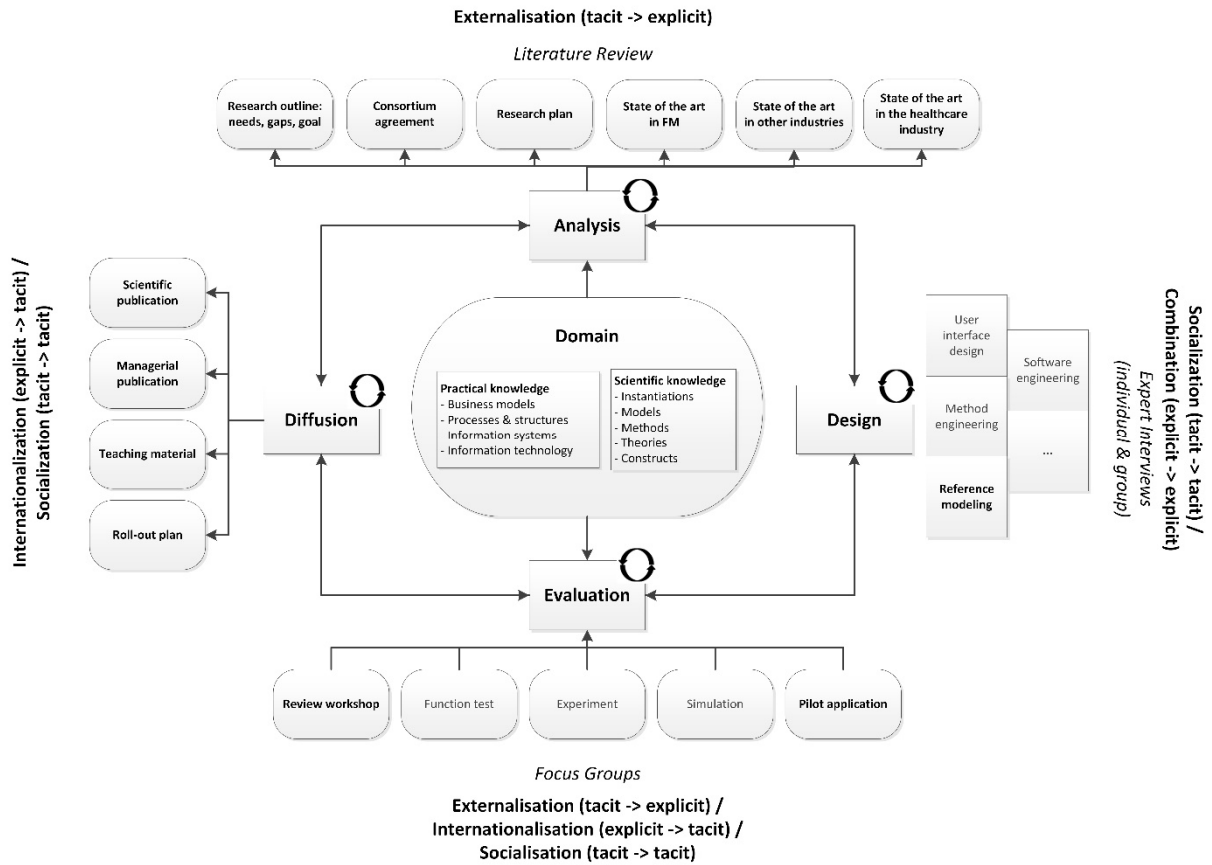 Externalisation (tacit -> explicit)
Literature Review
Research outline:
needs, gaps, goal
Consortium
agreement
Research plan
State of the art
in FM
State of the art
in other industries
State of the art
in the healthcare
industry
Analysis
Internationalization (explicit -> tacit) /
Socialization (tacit -> tacit)
Scientific
publication
Managerial
publication
Teaching material
Roll-out plan
Diffusion
Domain
Practical knowledge
- Business models
- Processes & structures
Information systems
- Information technology
Scientific knowledge
- Instantiations
- Models
- Methods
- Theories
- Constructs
Design
User
interface
design
Method
engineering
Reference
modeling
Software
engineering
...
Socialization (tacit -> tacit) /
Combination (explicit -> explicit)
Expert Interviews
(individual & group)
Evaluation
Review workshop
Function test
Experiment
Simulation
Pilot application
Focus Groups
Externalisation (tacit -> explicit) /
Internationalisation (explicit -> tacit) /
Socialisation (tacit -> tacit)